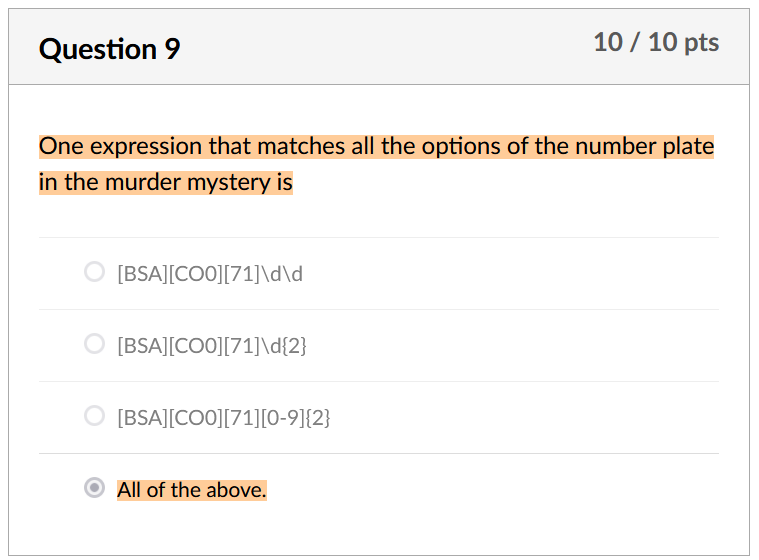 Question 9
10 / 10 pts
One expression that matches all the options of the number plate
in the murder mystery is
[BSA][CO0][71]\d\d
[BSA][CO0][71]\d{2}
[BSA][CO0][71][0-9]{2}
All of the above.